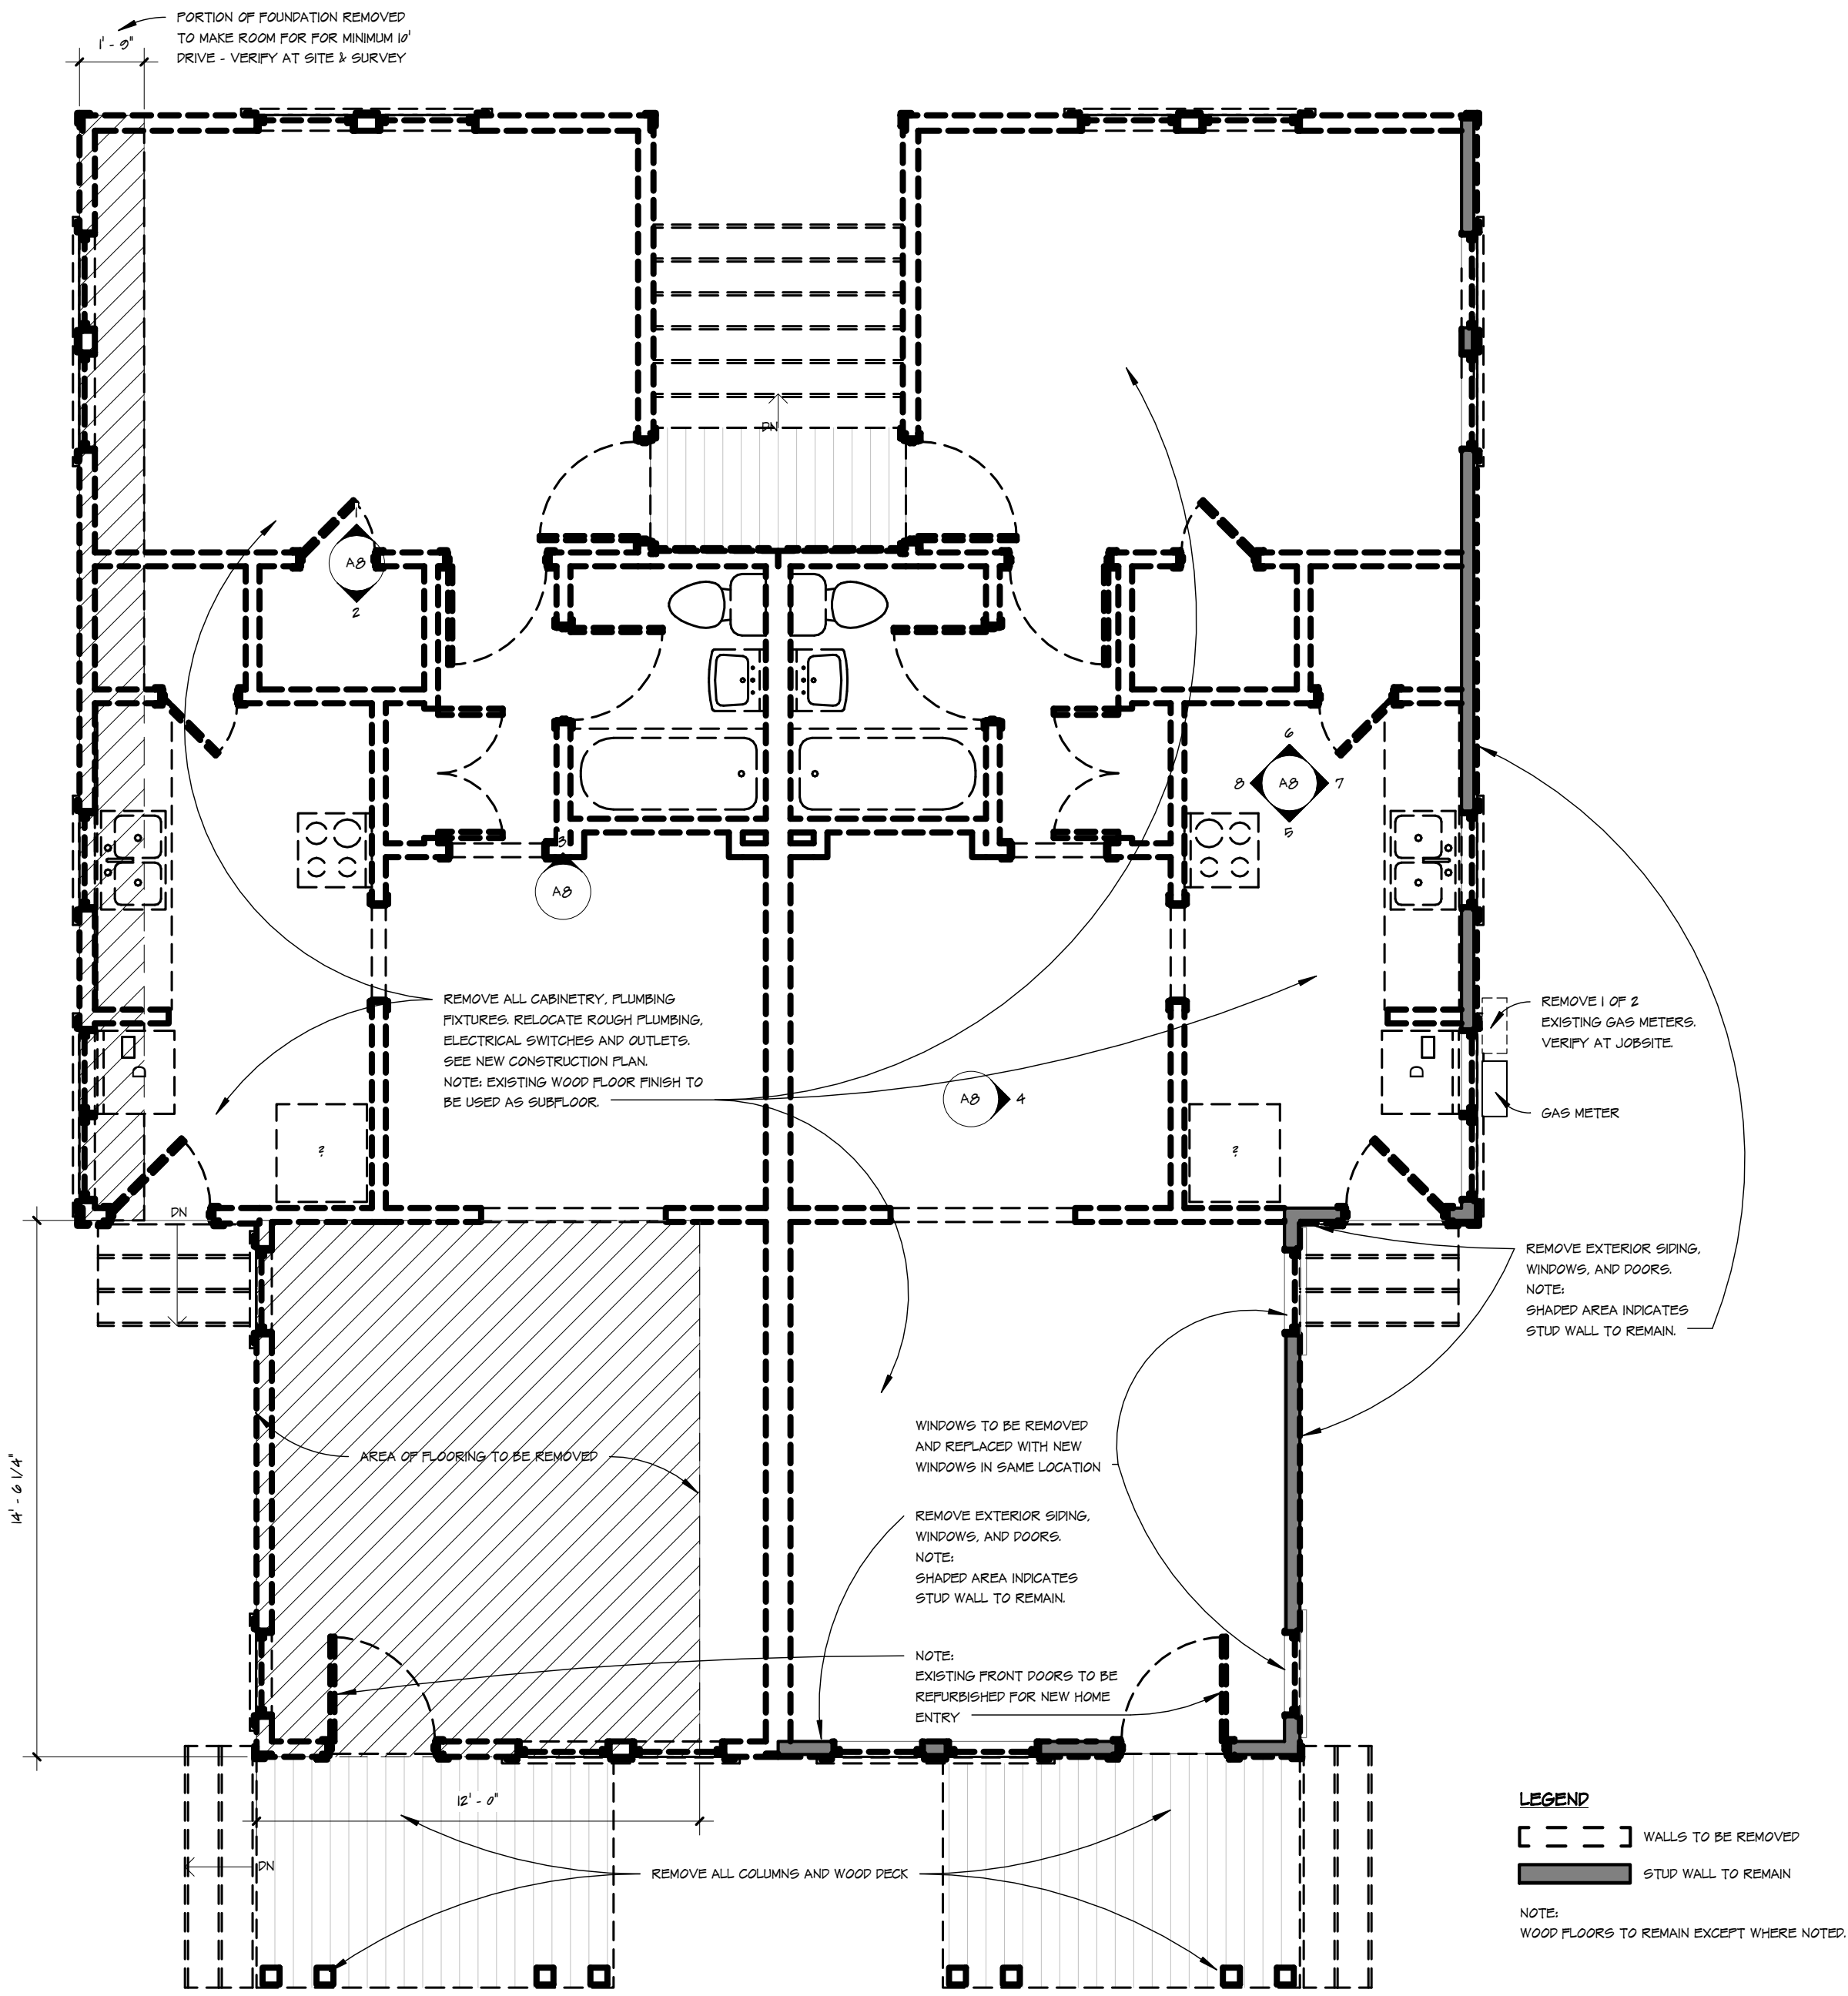 PORTION OF FOUNDATION REMOVED
TO MAKE ROOM FOR FOR MINIMUM 10'
DRIVE - VERIFY AT SITE & SURVEY
1' - 9"
DN
1
A8
2
6
8
A8
7
5
3
A8
REMOVE ALL CABINETRY, PLUMBING
FIXTURES. RELOCATE ROUGH PLUMBING,
ELECTRICAL SWITCHES AND OUTLETS.
SEE NEW CONSTRUCTION PLAN.
NOTE: EXISTING WOOD FLOOR FINISH TO
BE USED AS SUBFLOOR.
REMOVE 1 OF 2
EXISTING GAS METERS.
VERIFY AT JOBSITE.
D
D
A8
4
GAS METER
?
?
DN
REMOVE EXTERIOR SIDING,
WINDOWS, AND DOORS.
NOTE:
SHADED AREA INDICATES
STUD WALL TO REMAIN.
14' - 6 1/4"
AREA OF FLOORING TO BE REMOVED
WINDOWS TO BE REMOVED
AND REPLACED WITH NEW
WINDOWS IN SAME LOCATION
REMOVE EXTERIOR SIDING,
WINDOWS, AND DOORS.
NOTE:
SHADED AREA INDICATES
STUD WALL TO REMAIN.
NOTE:
EXISTING FRONT DOORS TO BE
REFURBISHED FOR NEW HOME
ENTRY
12' - 0"
DN
REMOVE ALL COLUMNS AND WOOD DECK
LEGEND
WALLS TO BE REMOVED
STUD WALL TO REMAIN
NOTE:
WOOD FLOORS TO REMAIN EXCEPT WHERE NOTED.